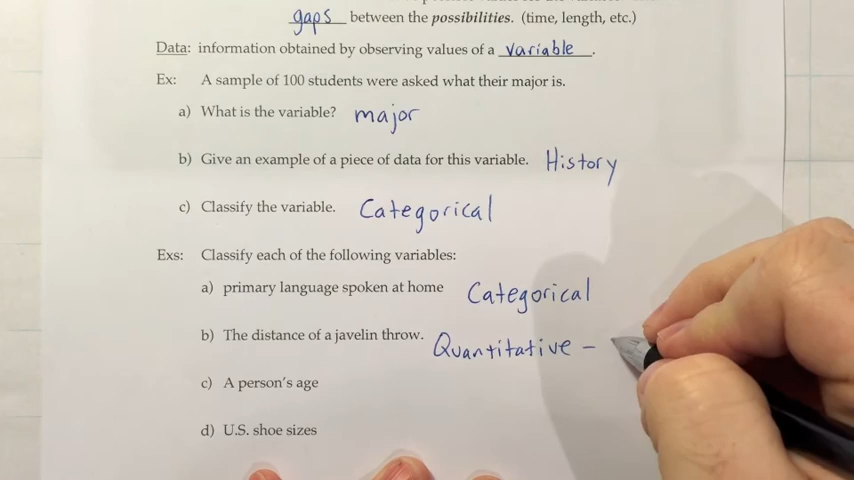 gaps between the possibilities. (time, length, etc.)
Data: information obtained by observing values of a variable.
Ex: A sample of 100 students were asked what their major is.
a) What is the variable? major
b) Give an example of a piece of data for this variable. History
c) Classify the variable. Categorical
Exs: Classify each of the following variables:
a) primary language spoken at home Categorical
b) The distance of a javelin throw. Quantitative –
c) A person's age
d) U.S. shoe sizes